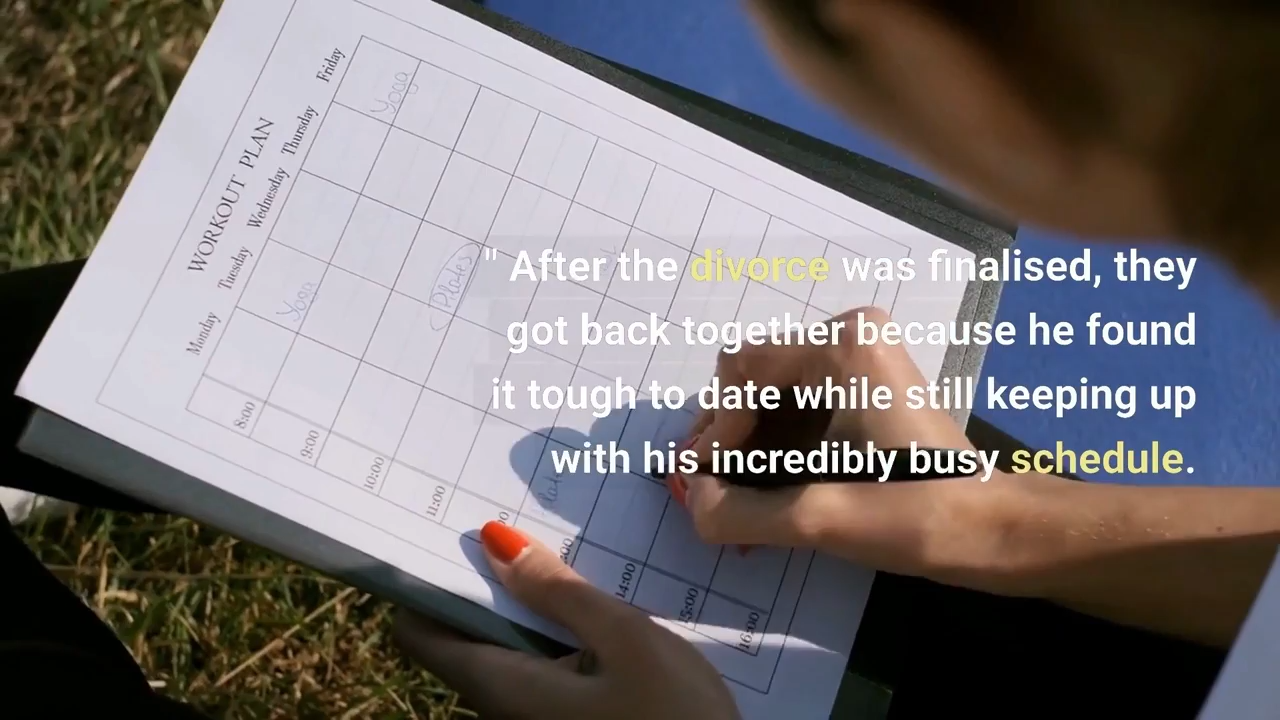 " After the divorce was finalised, they
got back together because he found
it tough to date while still keeping up
with his incredibly busy schedule.
WORKOUT PLAN
Monday Tuesday Wednesday Thursday Friday
8:00
9:00
10:00
11:00
14:00
15:00
16:00
Yoga
Yoga
Pilates